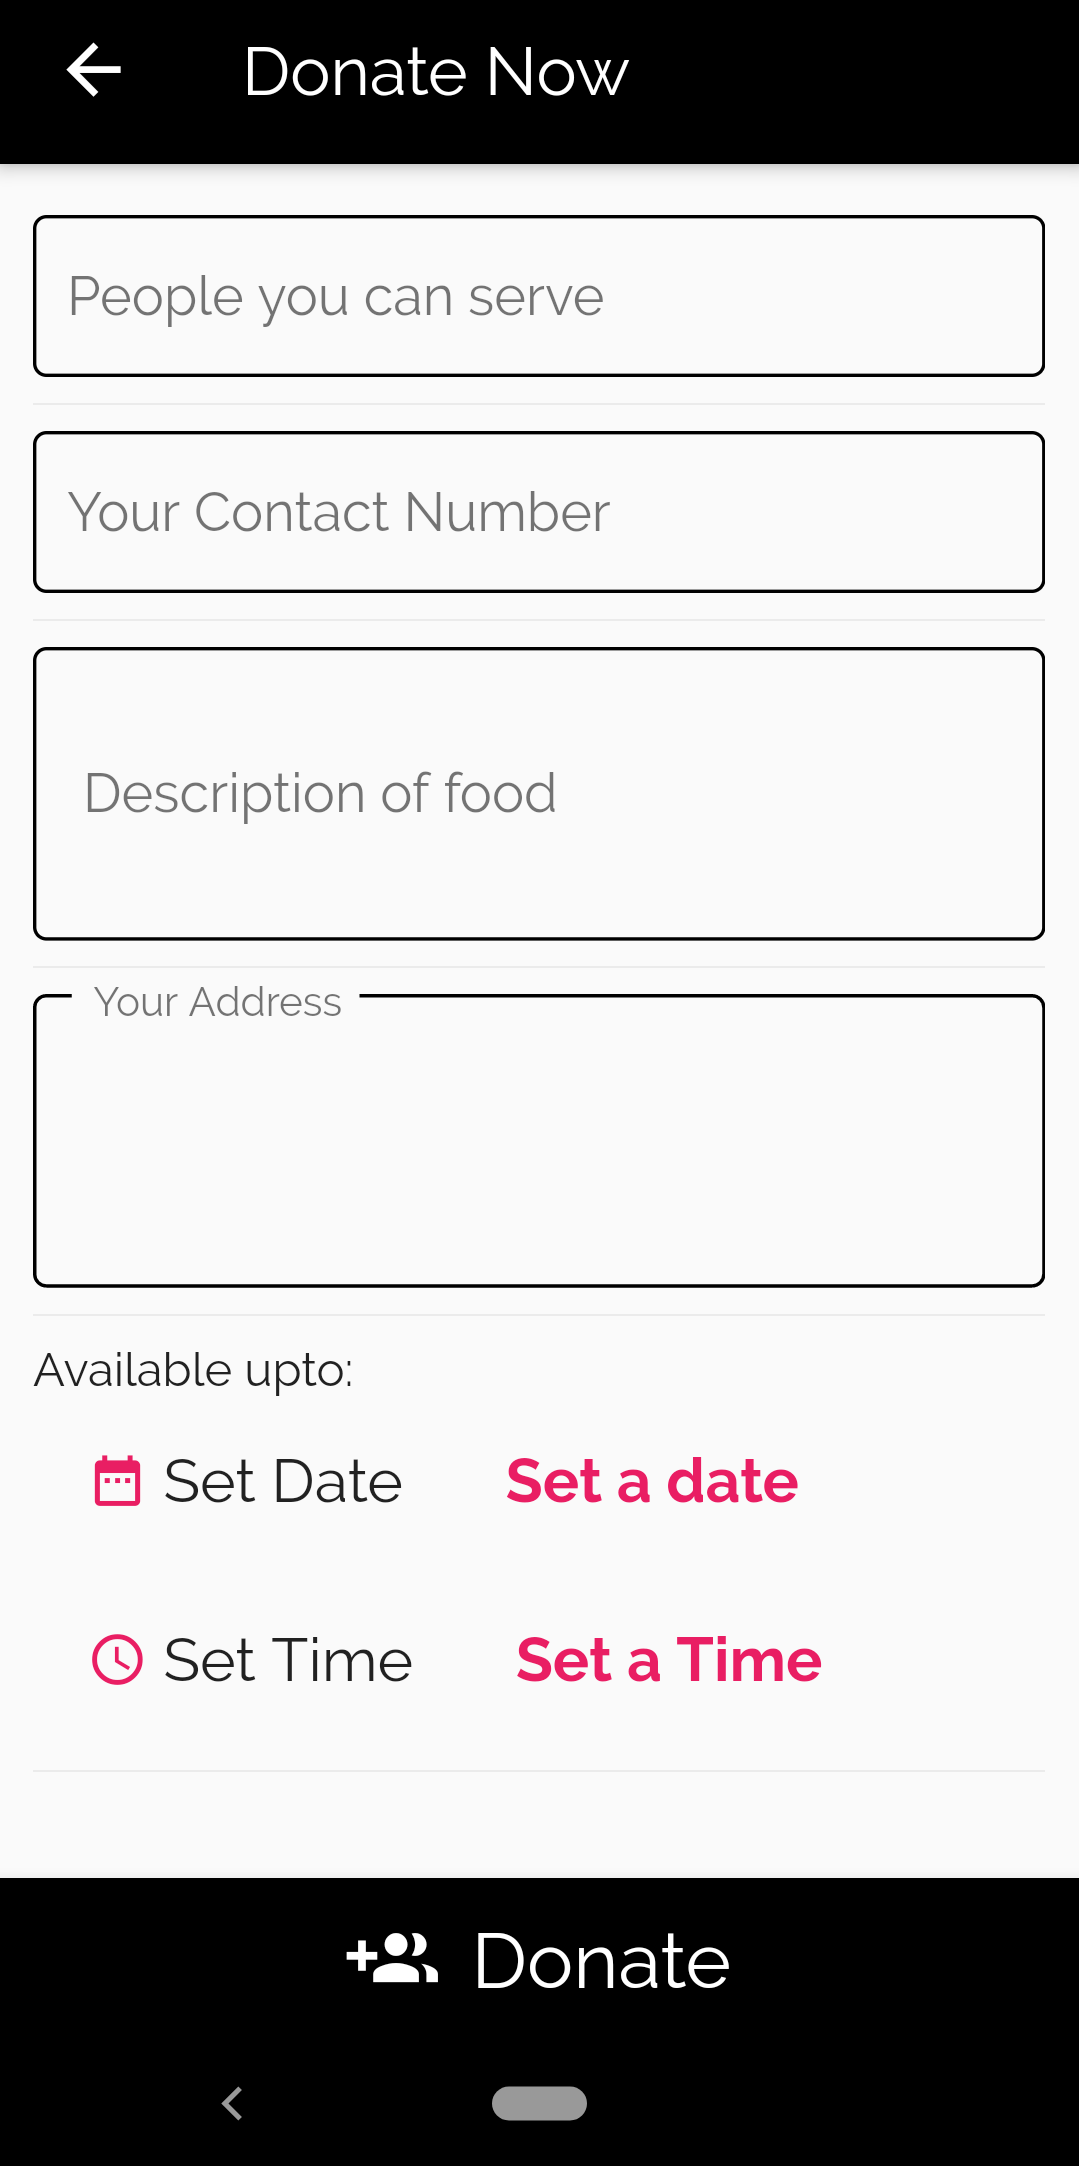 Donate Now
People you can serve
Your Contact Number
Description of food
Your Address
Available upto:
Set Date Set a date
Set Time Set a Time
Donate